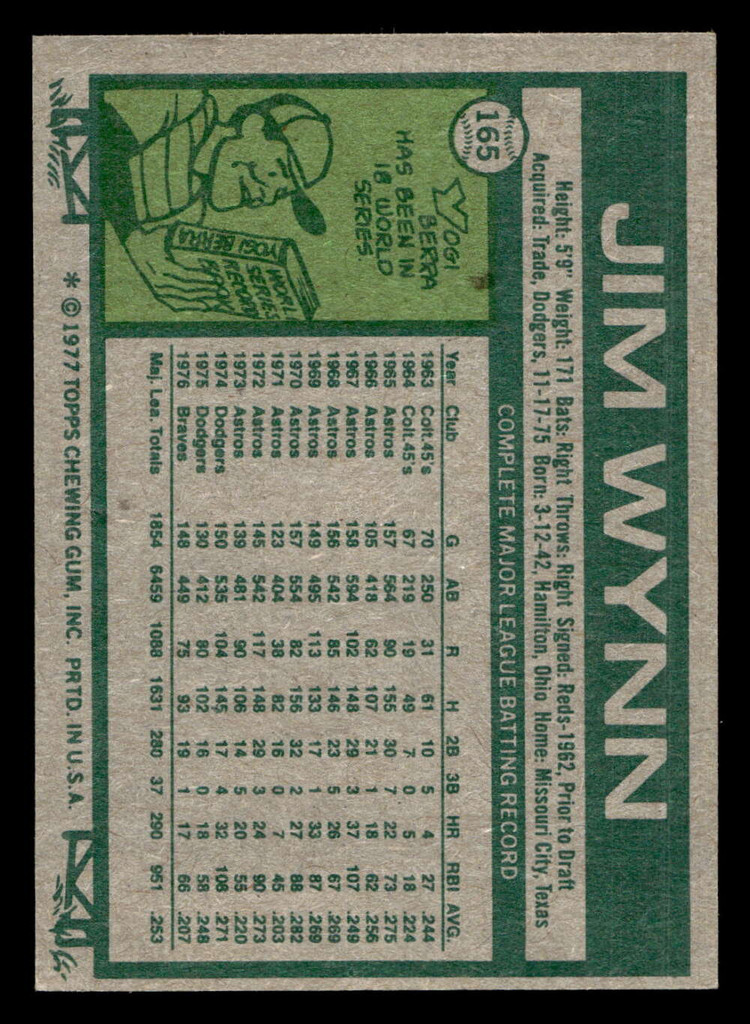 JIM WYNN
165
Height: 5'9" Weight: 171 Bats: Right Throws: Right Signed: Reds-1962, Prior to Draft
Acquired: Trade, Dodgers, 11-17-75 Born: 3-12-42, Hamilton, Ohio Home: Missouri City, Texas
COMPLETE MAJOR LEAGUE BATTING RECORD
YOGI
BERRA
HAS BEEN IN
18 WORLD
SERIES.
YOGI BERRA
WORLD
SERIES
RECORD
BOOK
Year Club G AB R H 2B 3B HR RBI AVG.
1963 Colt.45's 70 250 31 61 10 5 4 27 .244
1964 Colt.45's 67 219 19 49 7 0 5 18 .224
1965 Astros 157 564 90 155 30 7 22 73 .275
1966 Astros 105 418 62 107 21 1 18 62 .256
1967 Astros 158 594 102 148 29 3 37 107 .249
1968 Astros 156 542 85 146 23 5 26 67 .269
1969 Astros 149 495 113 133 17 1 33 87 .269
1970 Astros 157 554 82 156 32 2 27 88 .282
1971 Astros 123 404 38 82 16 0 7 45 .203
1972 Astros 145 542 117 148 29 3 24 90 .273
1973 Astros 139 481 90 106 14 5 20 55 .220
1974 Dodgers 150 535 104 145 17 4 32 108 .271
1975 Dodgers 130 412 80 102 16 0 18 58 .248
1976 Braves 148 449 75 93 19 1 17 66 .207
Maj. Lea. Totals 1854 6459 1088 1631 280 37 290 951 .253
* © 1977 TOPPS CHEWING GUM, INC. PRTD. IN U.S.A.